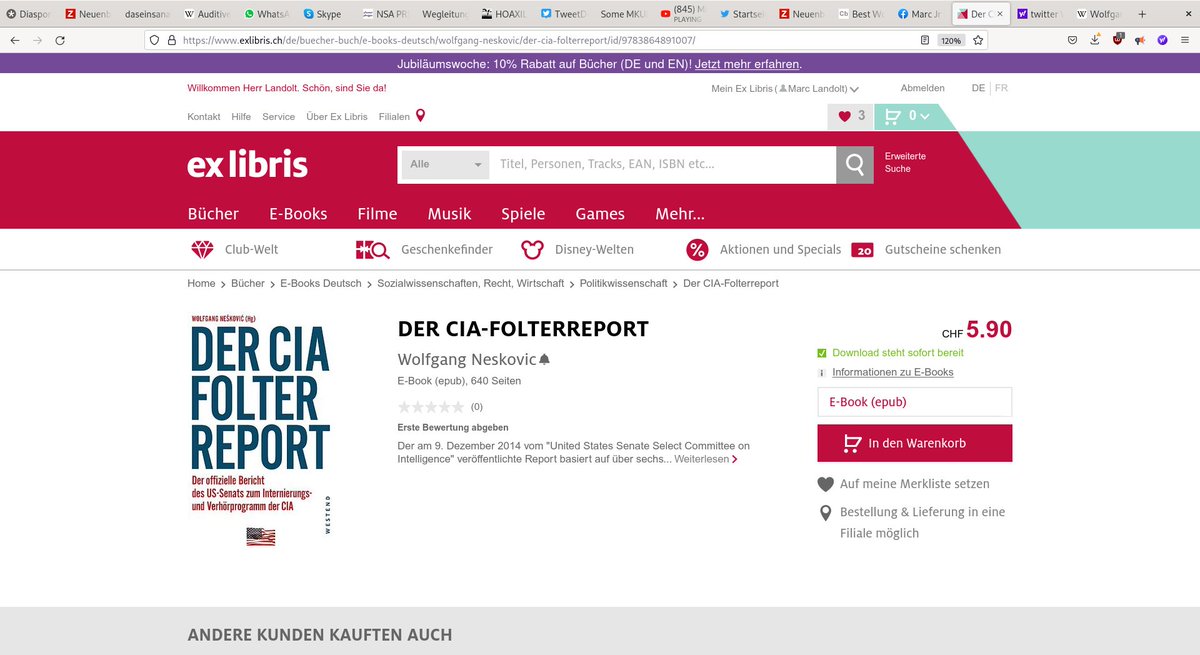 Diaspor
Neuenb
daseinsana
Auditive
WhatsA
Skype
NSA PR
Wegleitung
HOAXIL
TweetD
Some MKU
(845) M
PLAYING
Startsei
Neuenb
Best W
Marc Jr
Der C
twitter
Wolfga
https://www.exlibris.ch/de/buecher-buch/e-books-deutsch/wolfgang-neskovic/der-cia-folterreport/id/9783864891007/
120%
Jubiläumswoche: 10% Rabatt auf Bücher (DE und EN)! Jetzt mehr erfahren.
Willkommen Herr Landolt. Schön, sind Sie da!
Mein Ex Libris (Marc Landolt)
Abmelden
DE | FR
Kontakt Hilfe Service Über Ex Libris Filialen
3
0
ex libris
Alle
Titel, Personen, Tracks, EAN, ISBN etc...
Erweiterte
Suche
Bücher E-Books Filme Musik Spiele Games Mehr...
Club-Welt
Geschenkefinder
Disney-Welten
% Aktionen und Specials
20 Gutscheine schenken
Home > Bücher > E-Books Deutsch > Sozialwissenschaften, Recht, Wirtschaft > Politikwissenschaft > Der CIA-Folterreport
WOLFGANG NEŠKOVIĆ (Hg)
DER CIA
FOLTER
REPORT
Der offizielle Bericht
des US-Senats zum Internierungs-
und Verhörprogramm der CIA
WESTEND
DER CIA-FOLTERREPORT
Wolfgang Neskovic
E-Book (epub), 640 Seiten
(0)
Erste Bewertung abgeben
Der am 9. Dezember 2014 vom "United States Senate Select Committee on
Intelligence" veröffentlichte Report basiert auf über sechs... Weiterlesen
CHF 5.90
Download steht sofort bereit
i Informationen zu E-Books
E-Book (epub)
In den Warenkorb
Auf meine Merkliste setzen
Bestellung & Lieferung in eine
Filiale möglich
ANDERE KUNDEN KAUFTEN AUCH